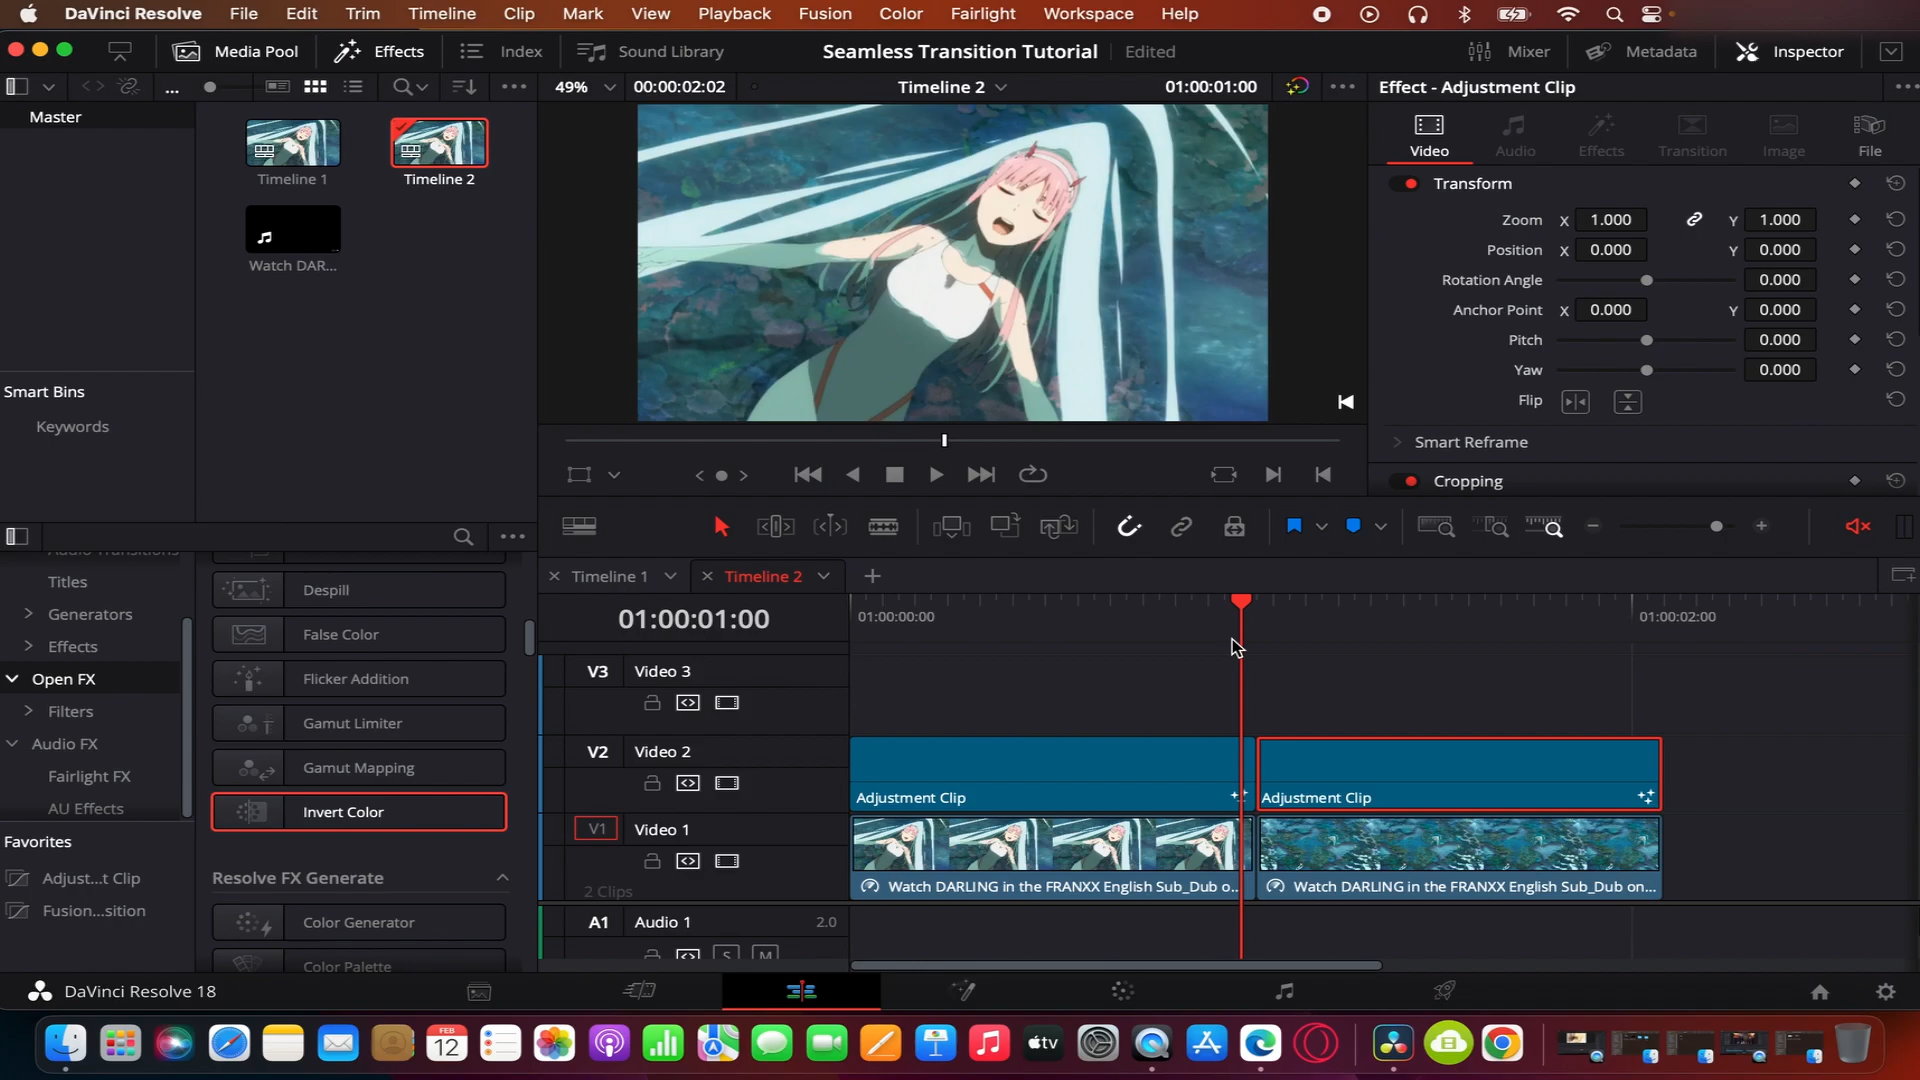 DaVinci Resolve File Edit Trim Timeline Clip Mark View Playback Fusion Color Fairlight Workspace Help
Media Pool Effects Index Sound Library Seamless Transition Tutorial Edited Mixer Metadata Inspector
49% 00:00:02:02 Timeline 2 01:00:01:00 Effect - Adjustment Clip
Master
Timeline 1
Timeline 2
Watch DAR...
Video Audio Effects Transition Image File
Transform
Zoom X 1.000 Y 1.000
Position X 0.000 Y 0.000
Rotation Angle 0.000
Anchor Point X 0.000 Y 0.000
Pitch 0.000
Yaw 0.000
Flip
Smart Reframe
Cropping
Smart Bins
Keywords
Audio Transitions
Titles
Generators
Effects
Open FX
Filters
Audio FX
Fairlight FX
AU Effects
Favorites
Adjust...t Clip
Fusion...sition
Despill
False Color
Flicker Addition
Gamut Limiter
Gamut Mapping
Invert Color
Resolve FX Generate
Color Generator
Color Palette
Timeline 1 Timeline 2
01:00:01:00 01:00:00:00 01:00:02:00
V3 Video 3
V2 Video 2
Adjustment Clip Adjustment Clip
V1 Video 1
2 Clips
Watch DARLING in the FRANXX English Sub_Dub o... Watch DARLING in the FRANXX English Sub_Dub on...
A1 Audio 1 2.0
S M
DaVinci Resolve 18
FEB
12
tv